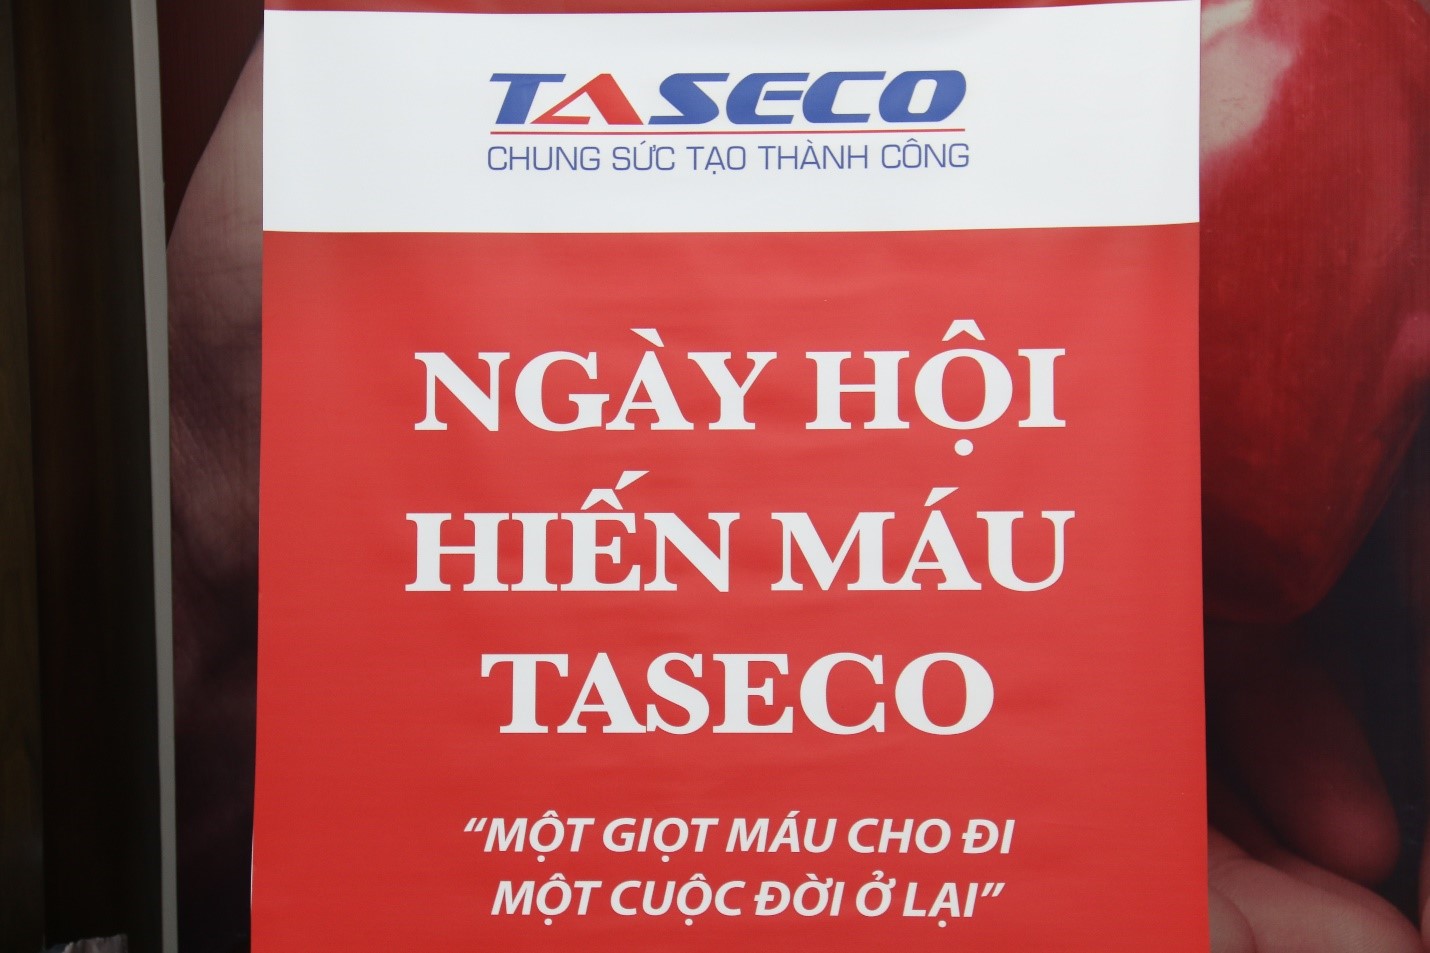 TASECO
CHUNG SỨC TẠO THÀNH CÔNG
NGÀY HỘI
HIẾN MÁU
TASECO
“MỘT GIỌT MÁU CHO ĐI
MỘT CUỘC ĐỜI Ở LẠI”